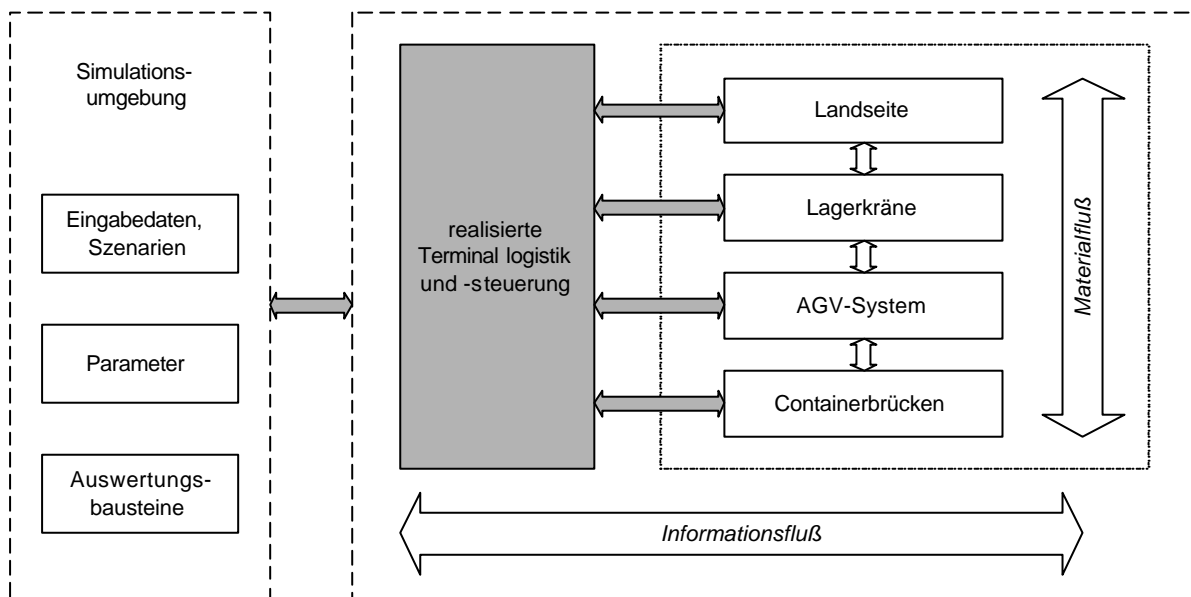 Simulations-
umgebung
Eingabedaten,
Szenarien
Parameter
Auswertungs-
bausteine
realisierte
Terminal logistik
und -steuerung
Landseite
Lagerkräne
AGV-System
Containerbrücken
Materialfluß
Informationsfluß